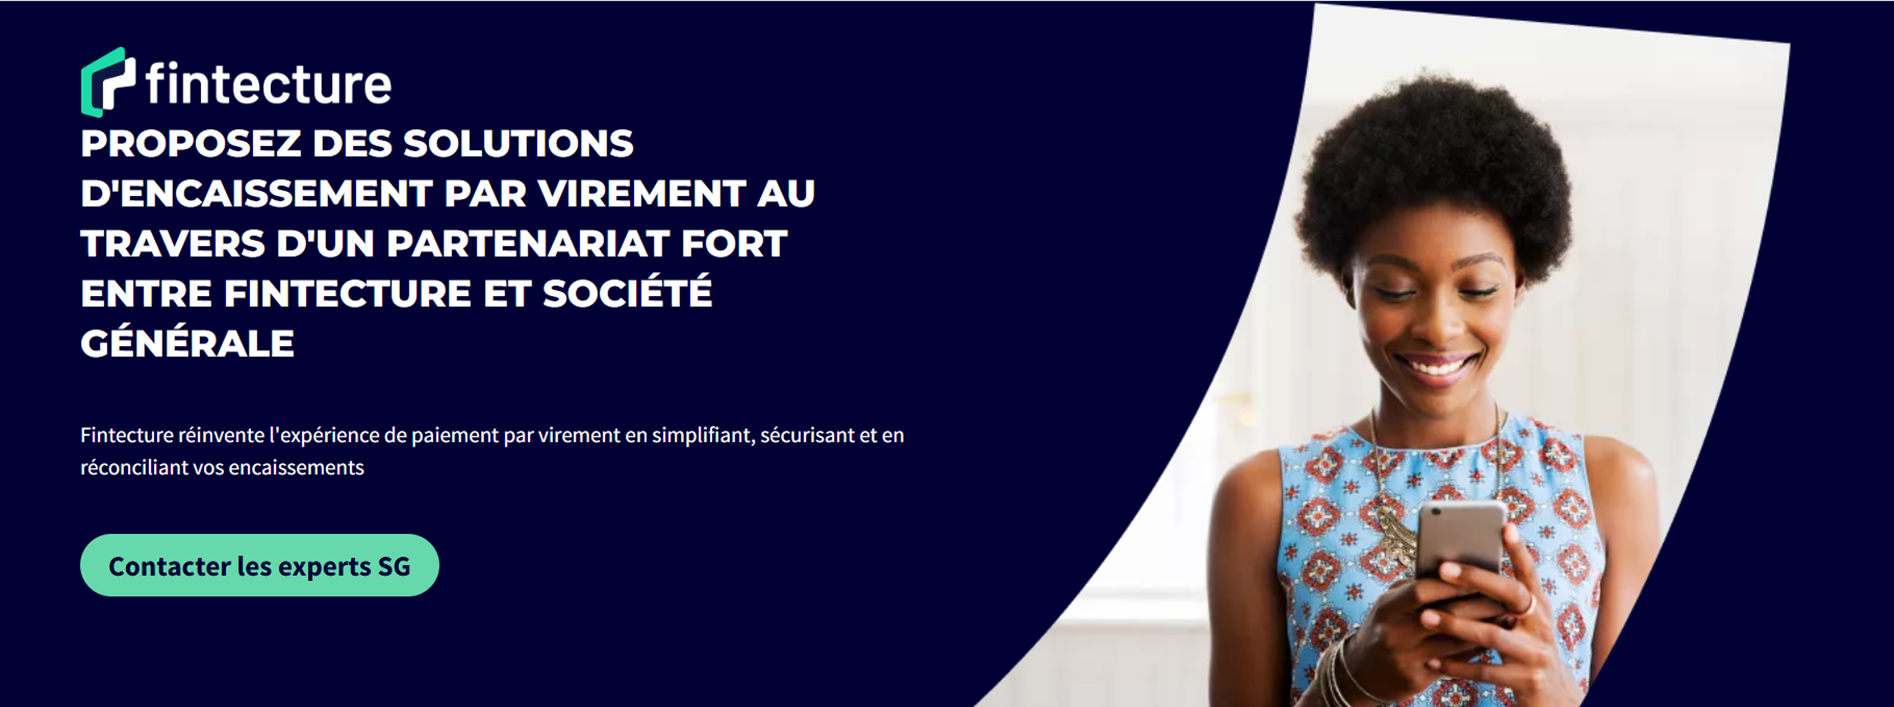 fintecture
PROPOSEZ DES SOLUTIONS
D'ENCAISSEMENT PAR VIREMENT AU
TRAVERS D'UN PARTENARIAT FORT
ENTRE FINTECTURE ET SOCIÉTÉ
GÉNÉRALE
Fintecture réinvente l'expérience de paiement par virement en simplifiant, sécurisant et en
réconciliant vos encaissements
Contacter les experts SG